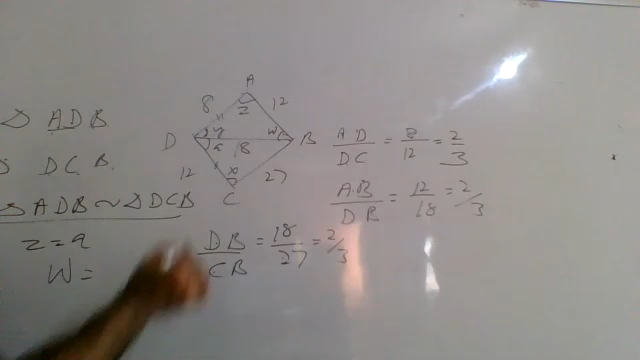 A
8
12
z
D
y
w
B
a
18
12
x
27
C
△ ADB
△ DCB
△ ADB ~ △ DCB
z = a
w =
AD/DC = 8/12 = 2/3
AB/DB = 12/18 = 2/3
DB/CB = 18/27 = 2/3